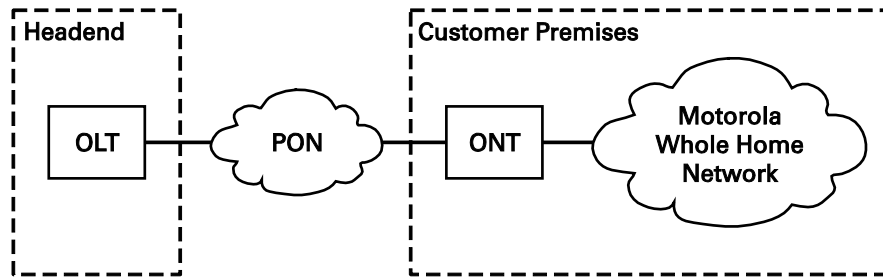 Headend
Customer Premises
OLT
PON
ONT
Motorola
Whole Home
Network